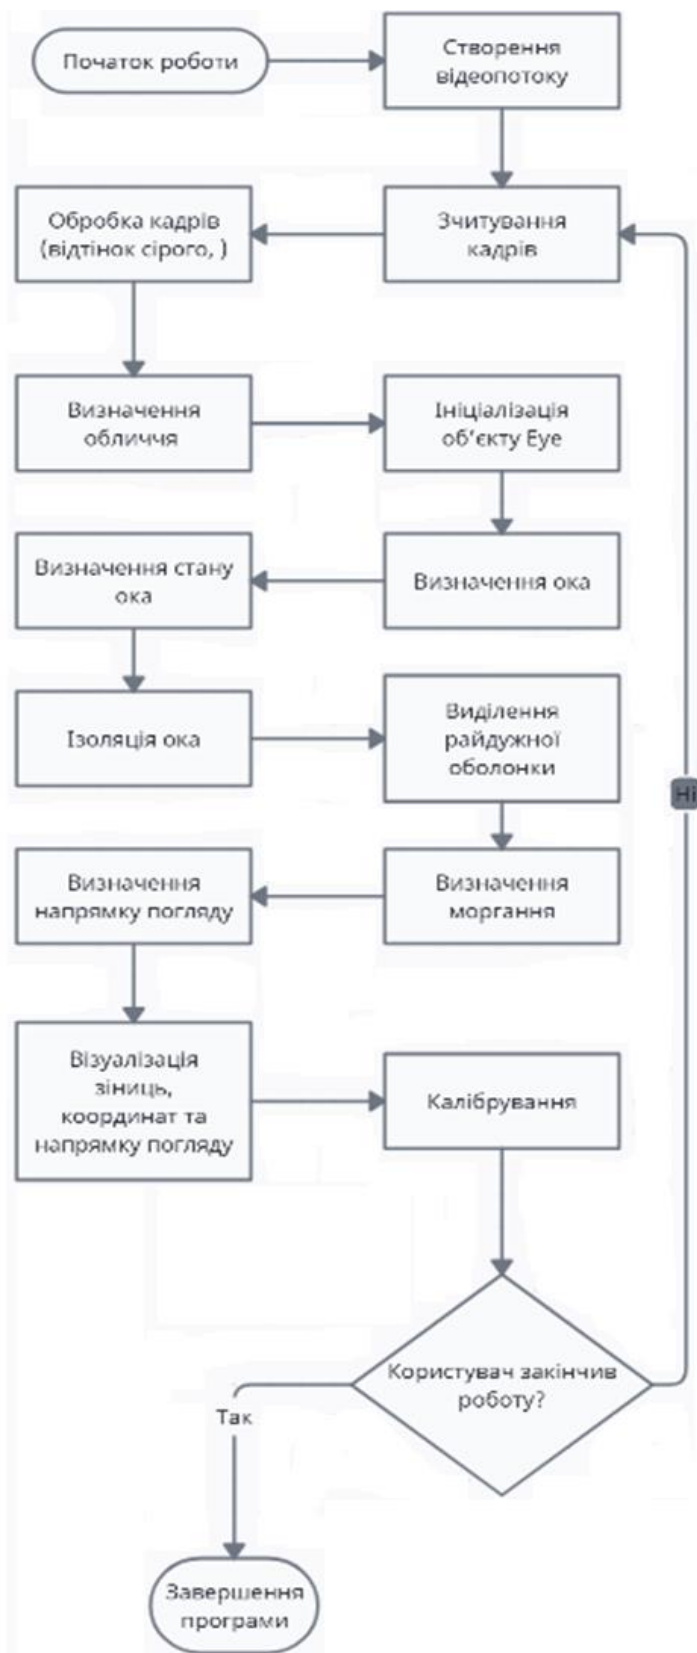 Початок роботи
Створення
відеопотоку
Зчитування
кадрів
Обробка кадрів
(відтінок сірого, )
Визначення
обличчя
Ініціалізація
об‘єкту Eye
Визначення ока
Визначення стану
ока
Ізоляція ока
Виділення
райдужної
оболонки
Визначення
моргання
Визначення
напрямку погляду
Візуалізація
зіниць,
координат та
напрямку погляду
Калібрування
Користувач закінчив
роботу?
Ні
Так
Завершення
програми